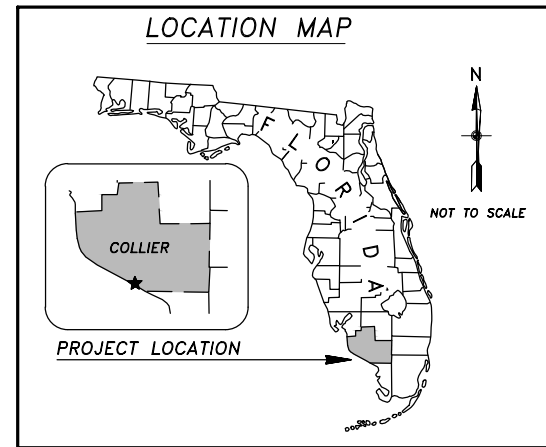 LOCATION MAP
N
NOT TO SCALE
FLORIDA
COLLIER
PROJECT LOCATION